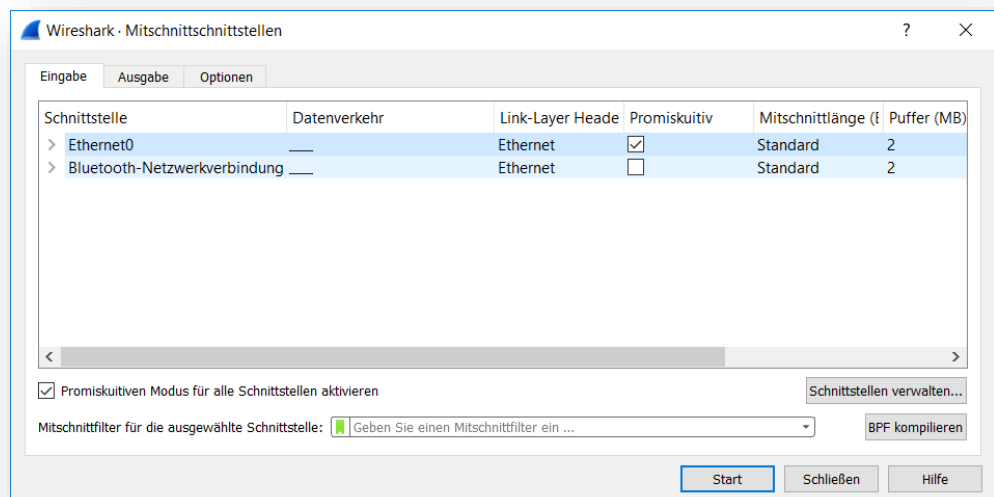 Wireshark · Mitschnittschnittstellen
Eingabe Ausgabe Optionen
Schnittstelle Datenverkehr Link-Layer Heade Promiskuitiv Mitschnittlänge (E Puffer (MB)
Ethernet0 Ethernet Standard 2
Bluetooth-Netzwerkverbindung Ethernet Standard 2
Promiskuitiven Modus für alle Schnittstellen aktivieren
Schnittstellen verwalten...
Mitschnittfilter für die ausgewählte Schnittstelle: Geben Sie einen Mitschnittfilter ein ... BPF kompilieren
Start Schließen Hilfe